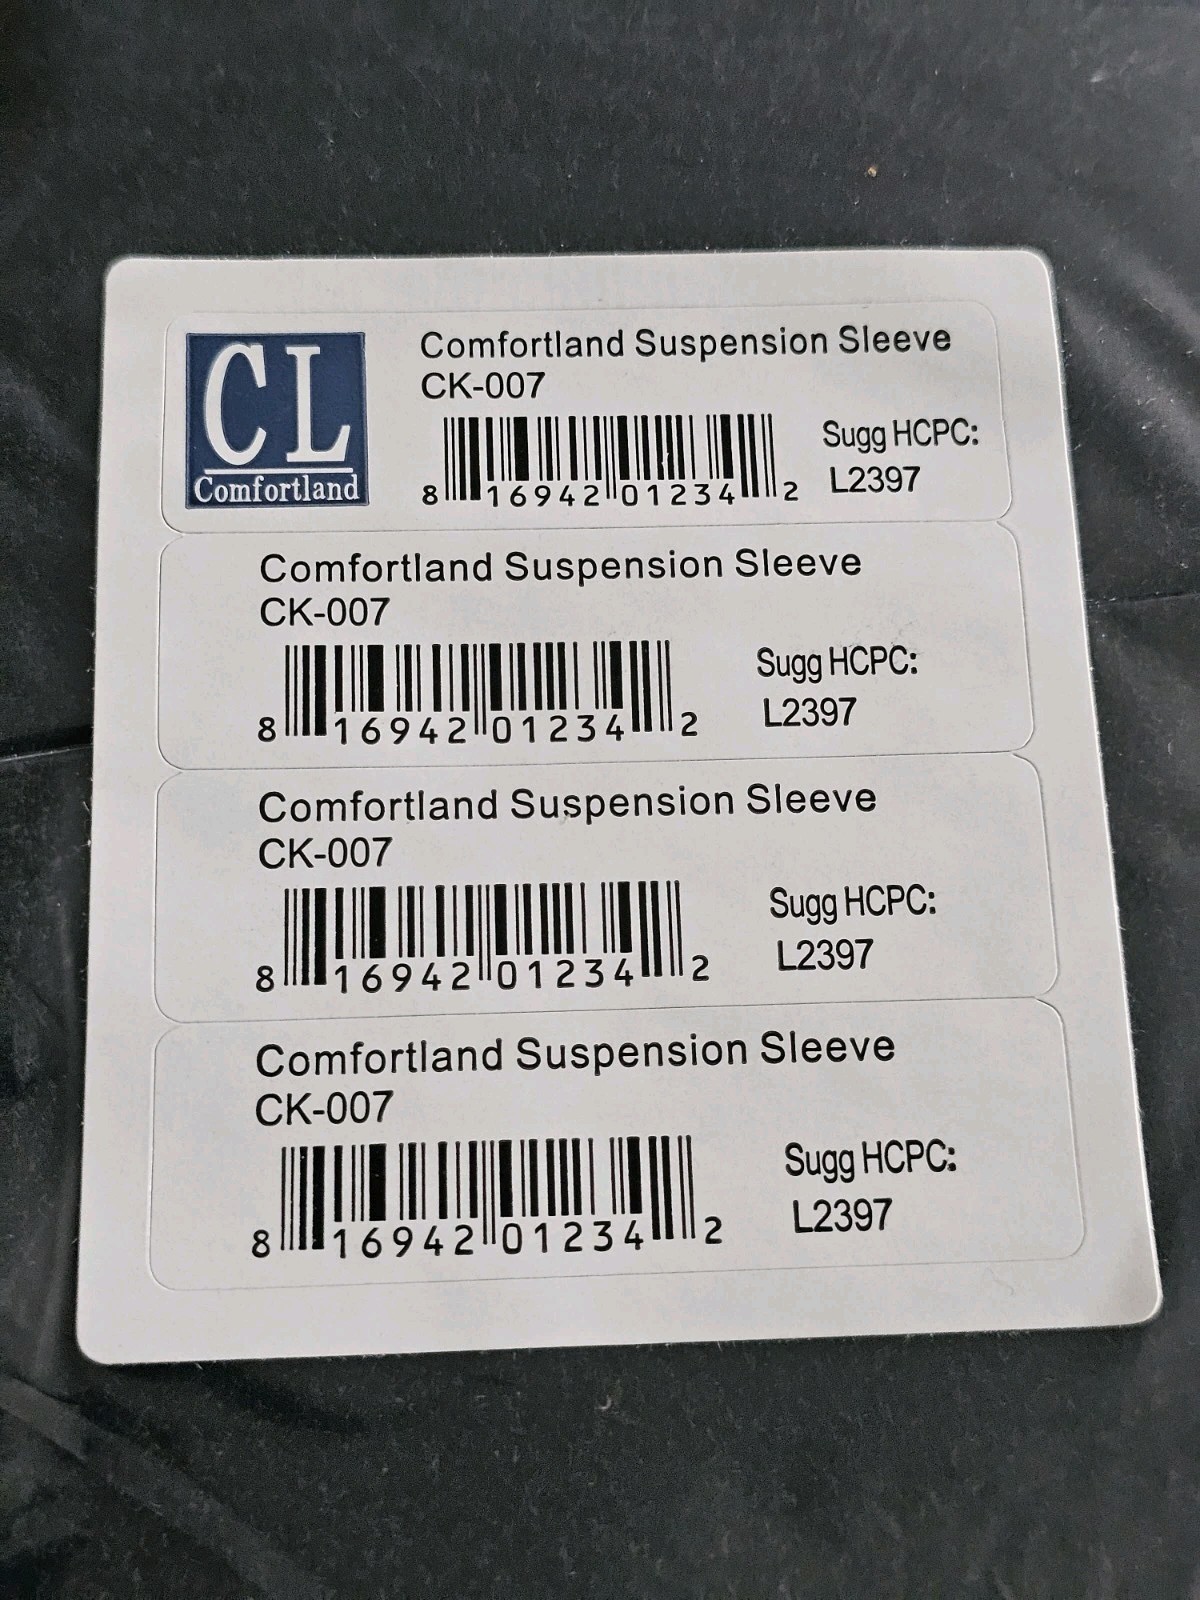 CL
Comfortland
Comfortland Suspension Sleeve
CK-007
8 16942 01234 2
Sugg HCPC:
L2397
Comfortland Suspension Sleeve
CK-007
8 16942 01234 2
Sugg HCPC:
L2397
Comfortland Suspension Sleeve
CK-007
8 16942 01234 2
Sugg HCPC:
L2397
Comfortland Suspension Sleeve
CK-007
8 16942 01234 2
Sugg HCPC:
L2397